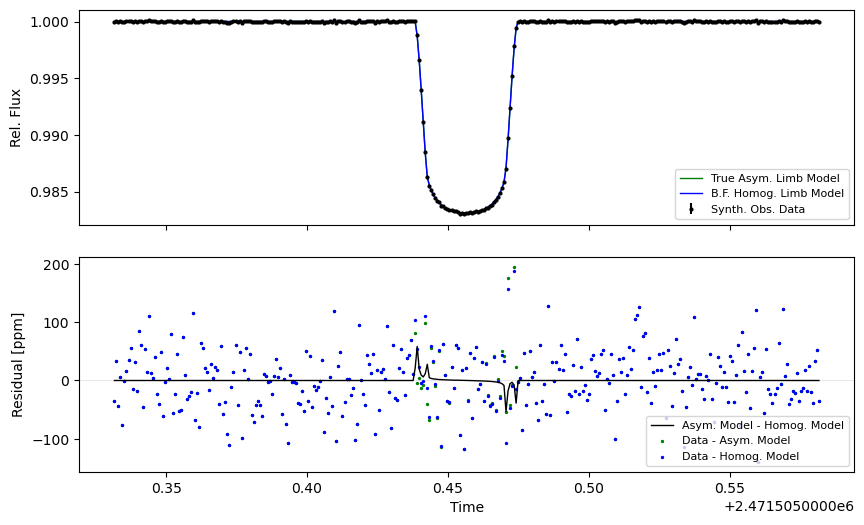 1.000
0.995
0.990
0.985
Rel. Flux
True Asym. Limb Model
B.F. Homog. Limb Model
Synth. Obs. Data
200
100
0
−100
Residual [ppm]
Asym. Model - Homog. Model
Data - Asym. Model
Data - Homog. Model
0.35
0.40
0.45
0.50
0.55
Time
+2.4715050000e6